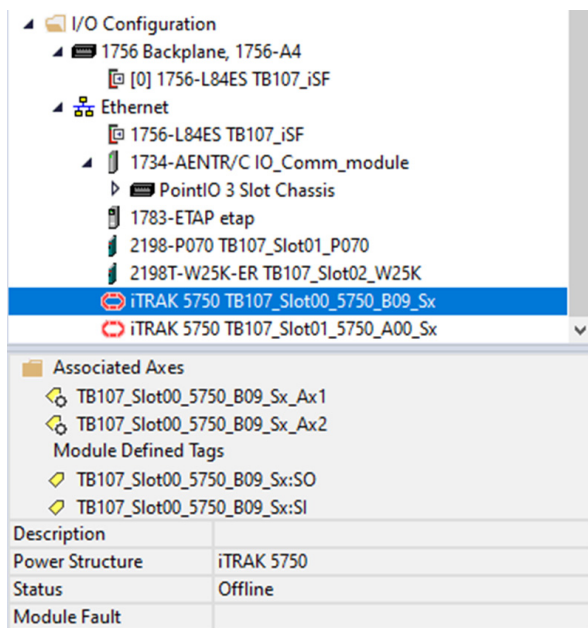 I/O Configuration
1756 Backplane, 1756-A4
[0] 1756-L84ES TB107_iSF
Ethernet
1756-L84ES TB107_iSF
1734-AENTR/C IO_Comm_module
PointIO 3 Slot Chassis
1783-ETAP etap
2198-P070 TB107_Slot01_P070
2198T-W25K-ER TB107_Slot02_W25K
iTRAK 5750 TB107_Slot00_5750_B09_Sx
iTRAK 5750 TB107_Slot01_5750_A00_Sx
Associated Axes
TB107_Slot00_5750_B09_Sx_Ax1
TB107_Slot00_5750_B09_Sx_Ax2
Module Defined Tags
TB107_Slot00_5750_B09_Sx:SO
TB107_Slot00_5750_B09_Sx:SI
Description
Power Structure iTRAK 5750
Status Offline
Module Fault